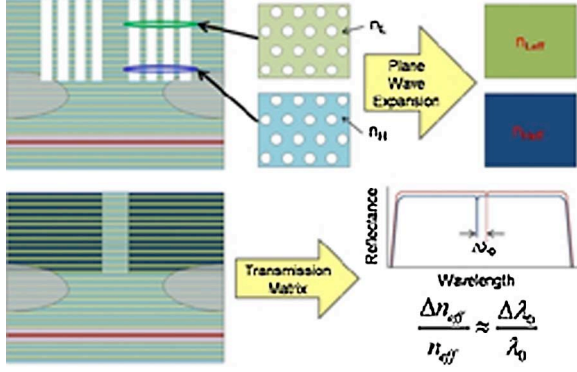 n_L
n_H
Plane
Wave
Expansion
n_Leff
n_Heff
Transmission
Matrix
Reflectance
Δλ₀
Wavelength
Δn_eff / n_eff ≈ Δλ₀ / λ₀